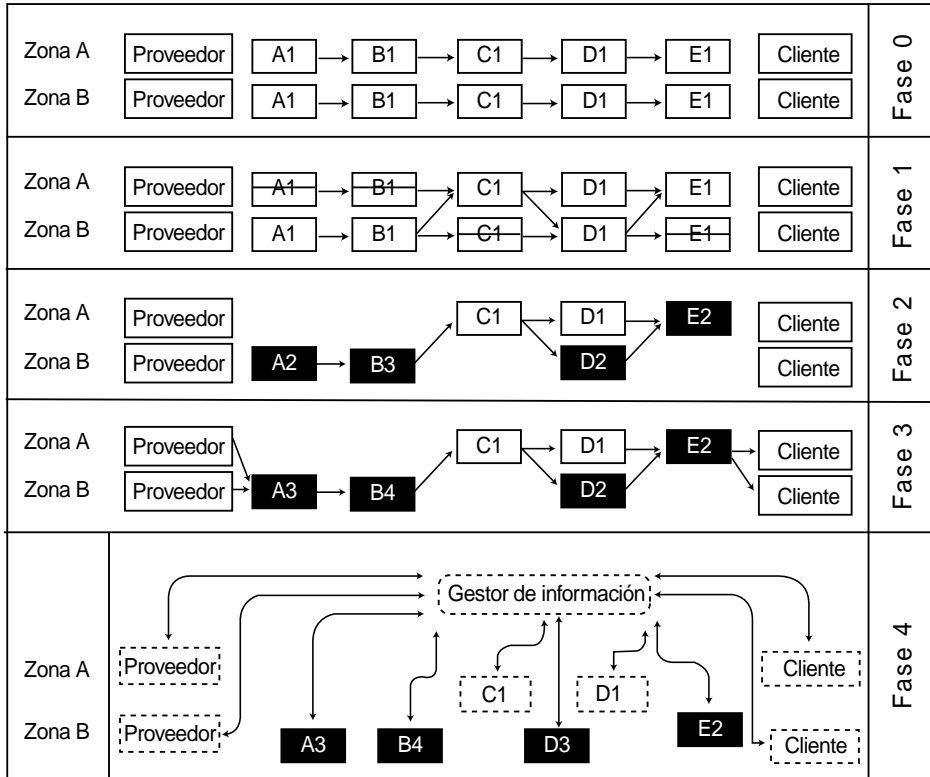 Zona A Proveedor A1 B1 C1 D1 E1 Cliente
Zona B Proveedor A1 B1 C1 D1 E1 Cliente
Fase 0
Zona A Proveedor A1 B1 C1 D1 E1 Cliente
Zona B Proveedor A1 B1 C1 D1 E1 Cliente
Fase 1
Zona A Proveedor C1 D1 E2 Cliente
Zona B Proveedor A2 B3 D2 Cliente
Fase 2
Zona A Proveedor C1 D1 E2 Cliente
Zona B Proveedor A3 B4 D2 Cliente
Fase 3
Gestor de información
Zona A Proveedor C1 D1 Cliente
Zona B Proveedor A3 B4 D3 E2 Cliente
Fase 4